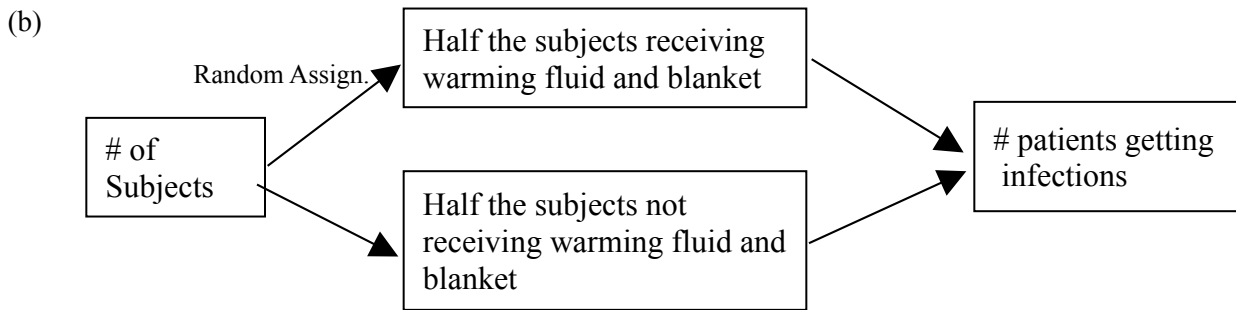 (b)
Half the subjects receiving
warming fluid and blanket
Random Assign.
# of
Subjects
# patients getting
infections
Half the subjects not
receiving warming fluid and
blanket